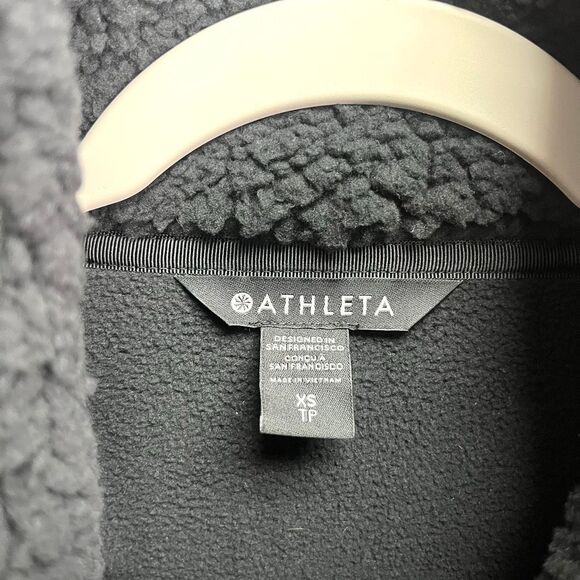 ATHLETA
DESIGNED IN
SAN FRANCISCO
CONÇU À
SAN FRANCISCO
MADE IN VIETNAM
XS
TP